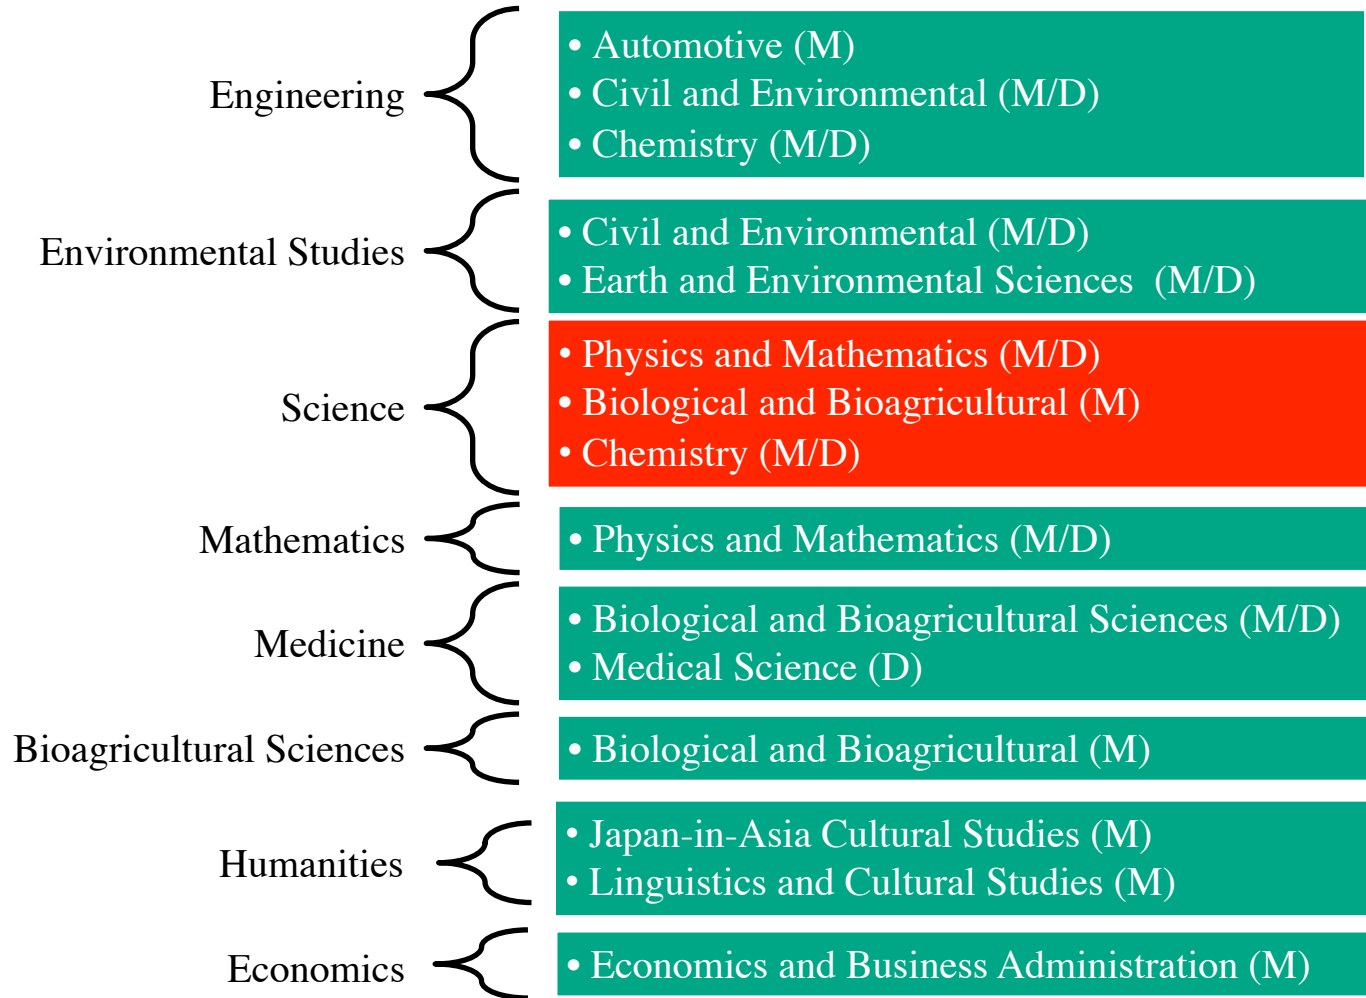 Engineering
• Automotive (M)
• Civil and Environmental (M/D)
• Chemistry (M/D)
Environmental Studies
• Civil and Environmental (M/D)
• Earth and Environmental Sciences  (M/D)
Science
• Physics and Mathematics (M/D)
• Biological and Bioagricultural (M)
• Chemistry (M/D)
Mathematics
• Physics and Mathematics (M/D)
Medicine
• Biological and Bioagricultural Sciences (M/D)
• Medical Science (D)
Bioagricultural Sciences
• Biological and Bioagricultural (M)
Humanities
• Japan-in-Asia Cultural Studies (M)
• Linguistics and Cultural Studies (M)
Economics
• Economics and Business Administration (M)